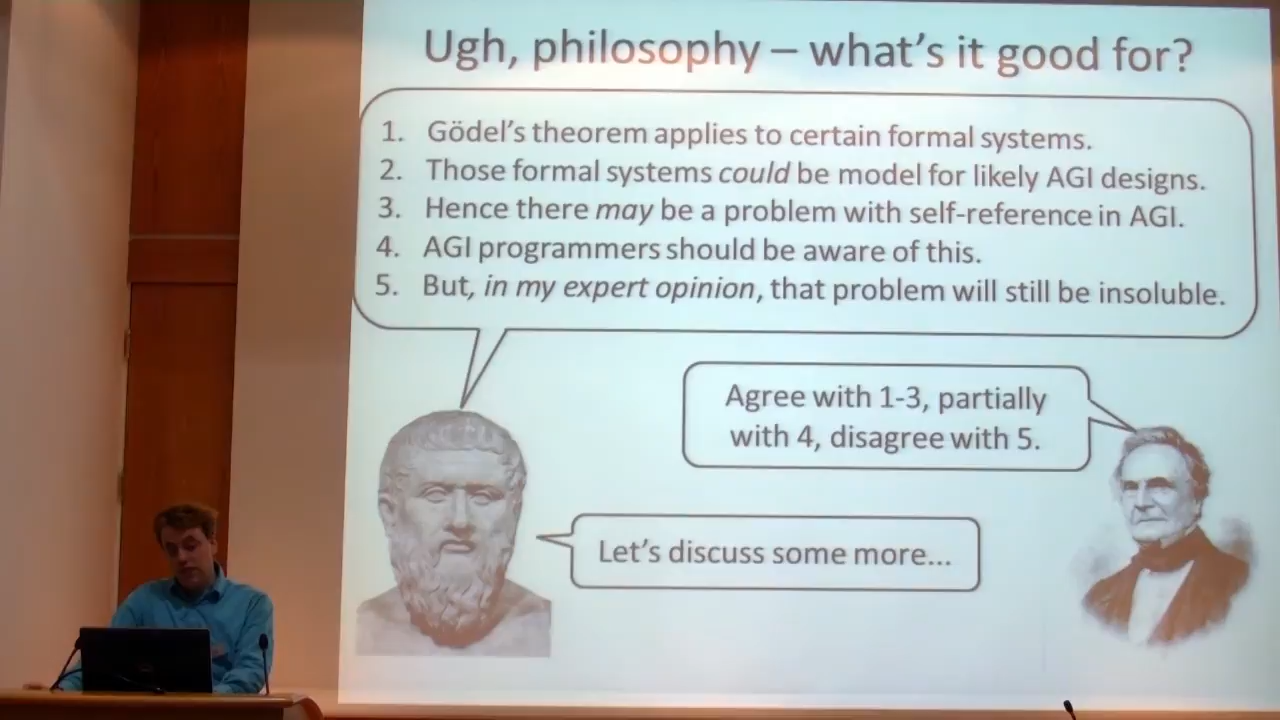 Ugh, philosophy – what's it good for?
1. Gödel's theorem applies to certain formal systems.
2. Those formal systems could be model for likely AGI designs.
3. Hence there may be a problem with self-reference in AGI.
4. AGI programmers should be aware of this.
5. But, in my expert opinion, that problem will still be insoluble.
Agree with 1-3, partially
with 4, disagree with 5.
Let's discuss some more...